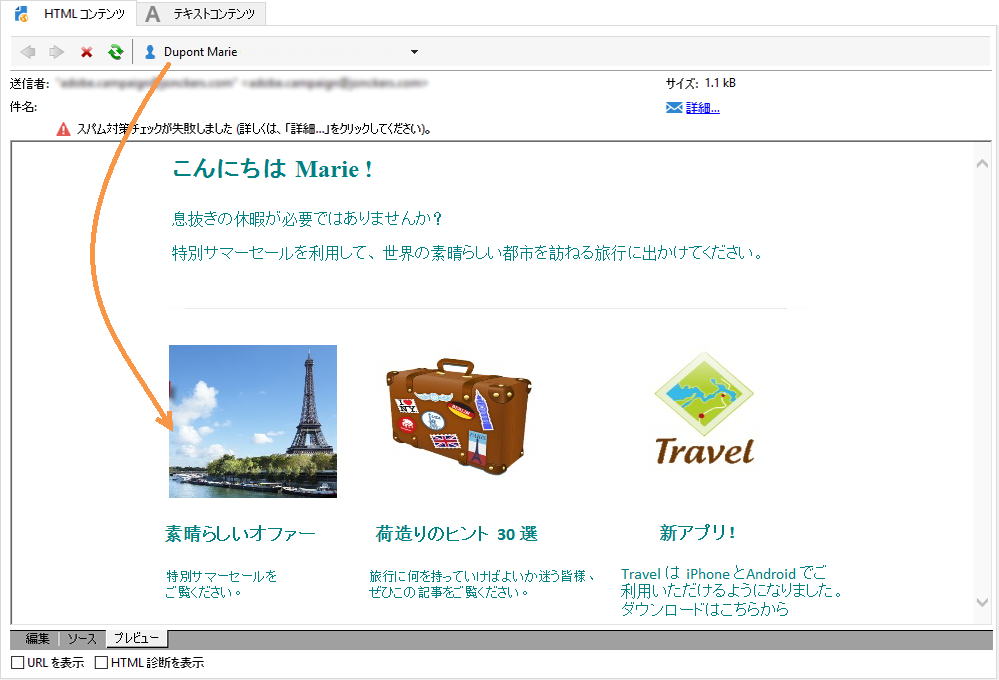 HTML コンテンツ
テキストコンテンツ
Dupont Marie
送信者:
サイズ: 1.1 kB
件名:
詳細...
スパム対策チェックが失敗しました (詳しくは、「詳細...」をクリックしてください)。
こんにちは Marie !
息抜きの休暇が必要ではありませんか?
特別サマーセールを利用して、世界の素晴らしい都市を訪ねる旅行に出かけてください。
I ♥ NY
BERLIN
Travel
素晴らしいオファー
荷造りのヒント 30 選
新アプリ!
特別サマーセールを
ご覧ください。
旅行に何を持っていけばよいか迷う皆様、
ぜひこの記事をご覧ください。
Travel は iPhoneとAndroid でご
利用いただけるようになりました。
ダウンロードはこちらから
編集
ソース
プレビュー
URL を表示
HTML 診断を表示